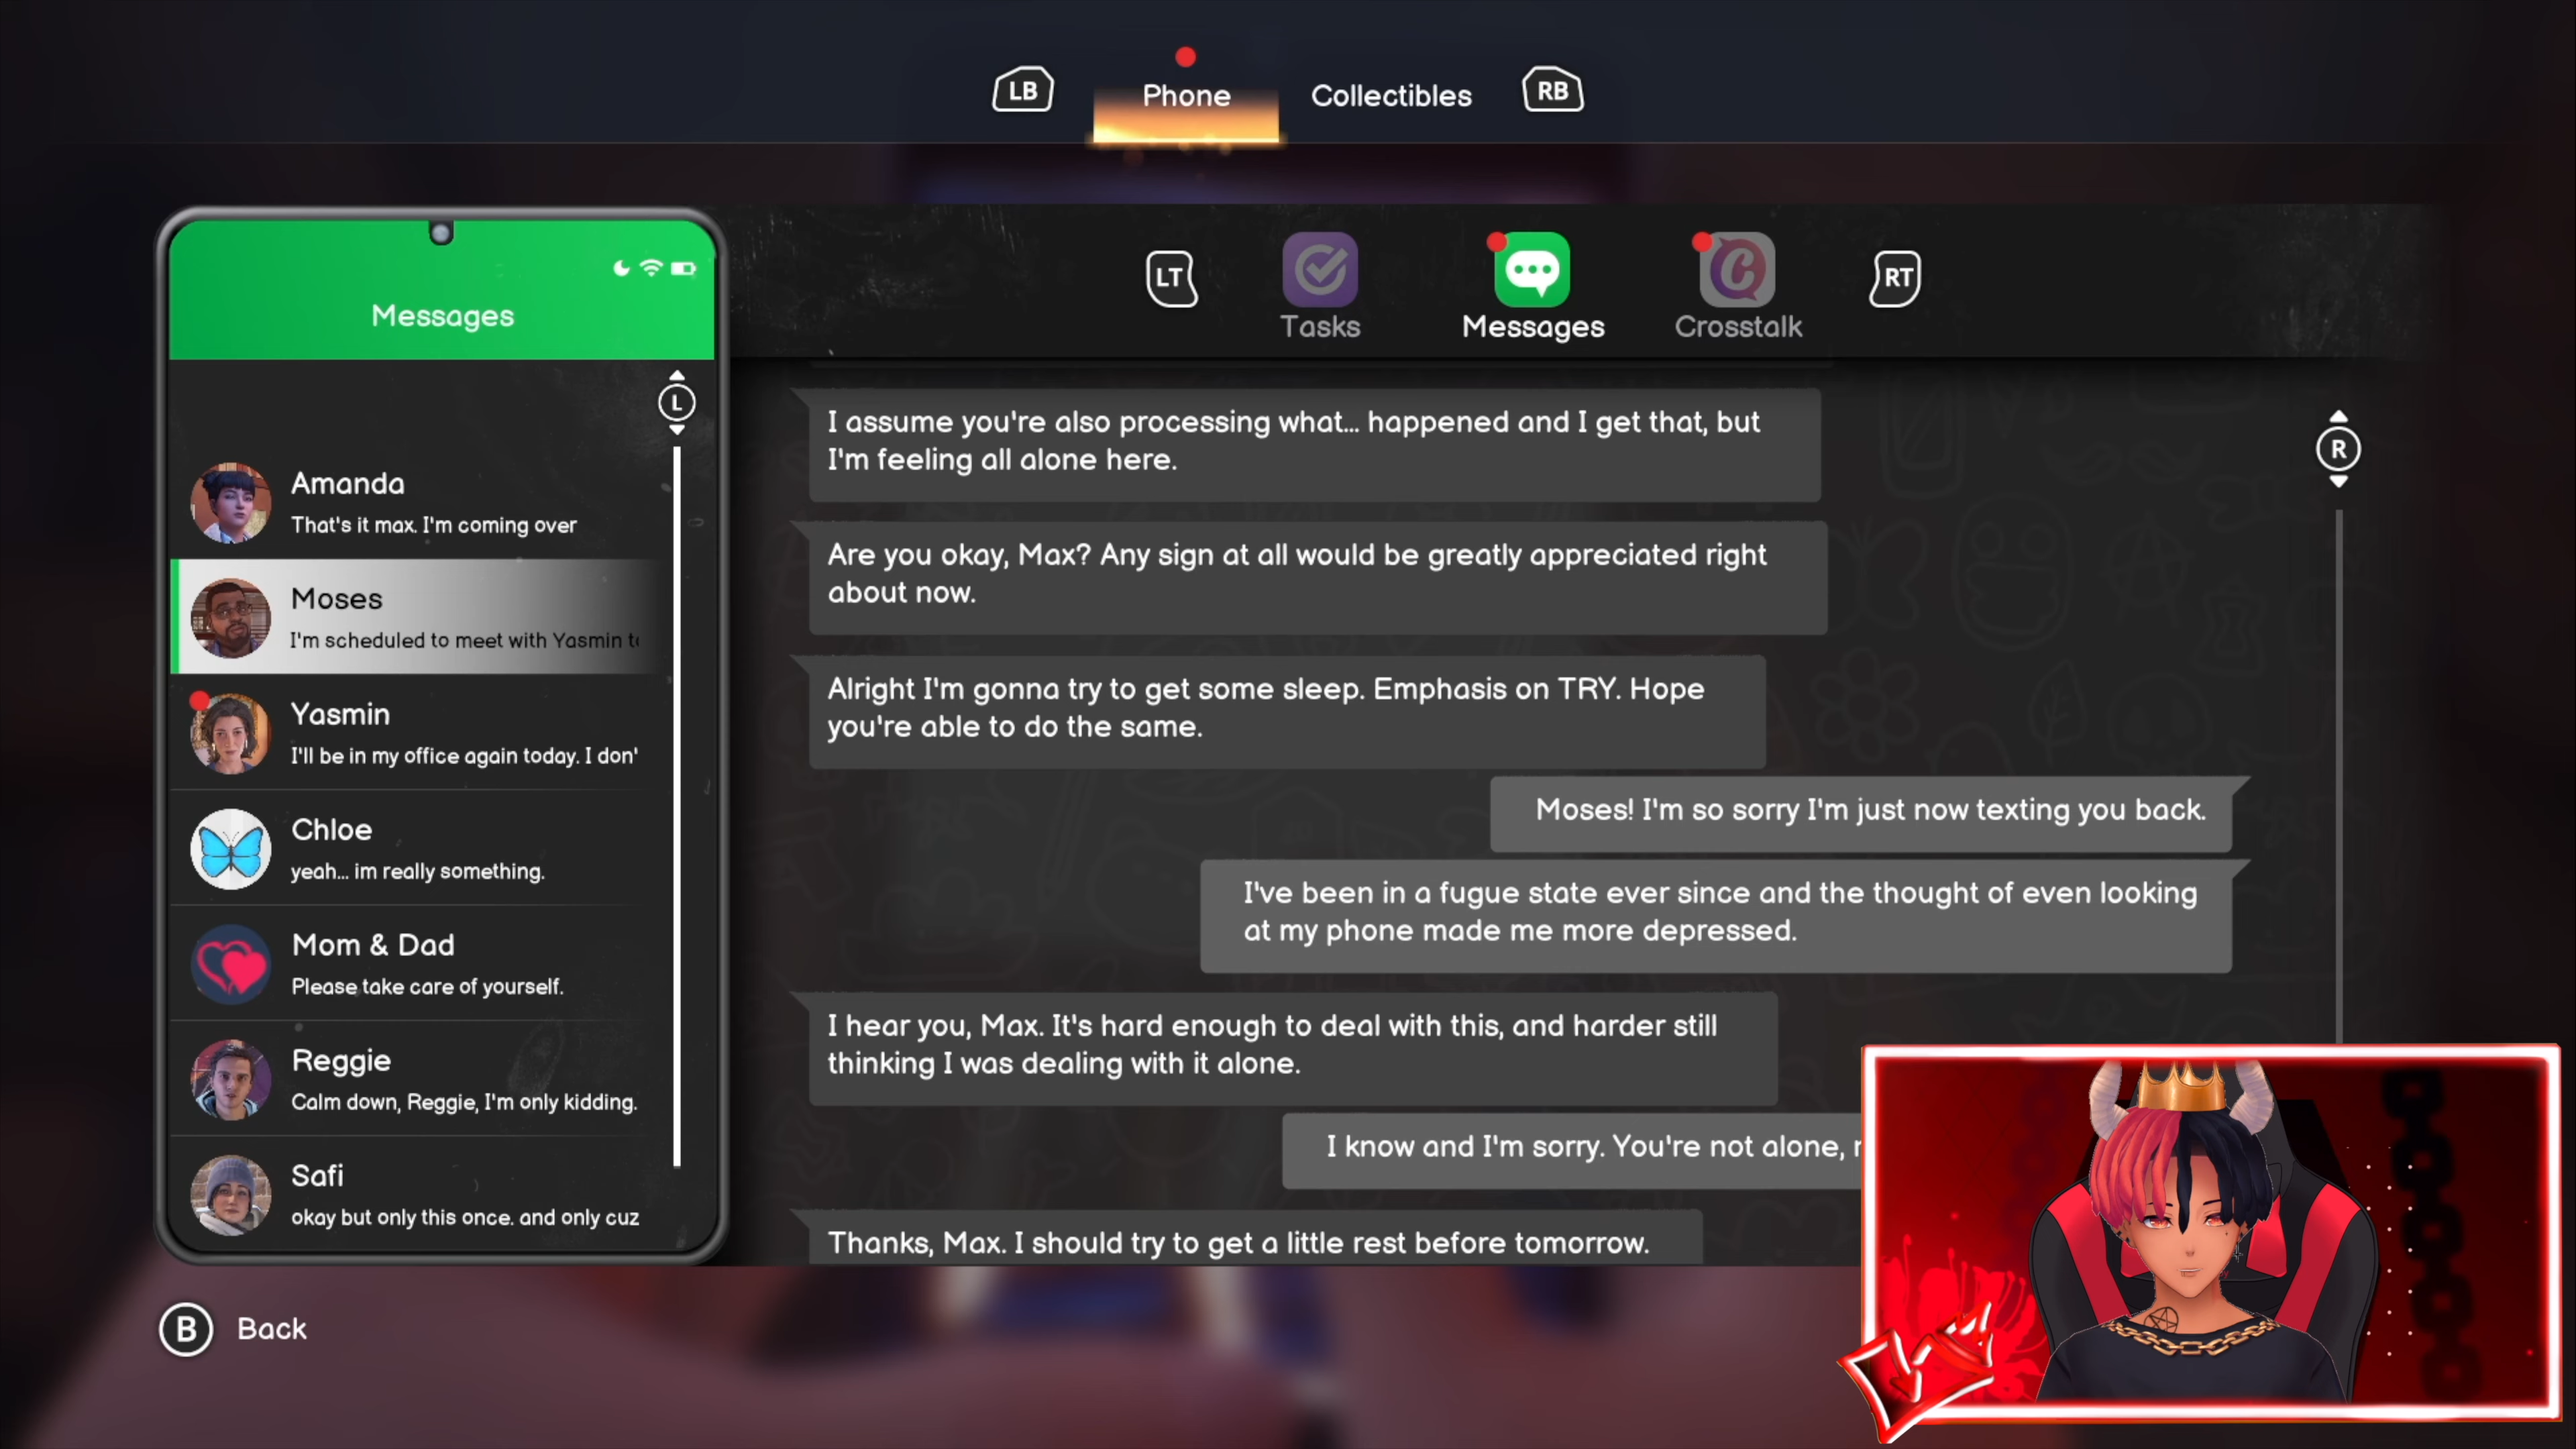 LB
Phone
Collectibles
RB
Messages
LT
Tasks
Messages
Crosstalk
RT
L
R
Amanda
That's it max. I'm coming over
Moses
I'm scheduled to meet with Yasmin
Yasmin
I'll be in my office again today. I don'
Chloe
yeah... im really something.
Mom & Dad
Please take care of yourself.
Reggie
Calm down, Reggie, I'm only kidding.
Safi
okay but only this once. and only cuz
I assume you're also processing what... happened and I get that, but
I'm feeling all alone here.
Are you okay, Max? Any sign at all would be greatly appreciated right
about now.
Alright I'm gonna try to get some sleep. Emphasis on TRY. Hope
you're able to do the same.
Moses! I'm so sorry I'm just now texting you back.
I've been in a fugue state ever since and the thought of even looking
at my phone made me more depressed.
I hear you, Max. It's hard enough to deal with this, and harder still
thinking I was dealing with it alone.
I know and I'm sorry. You're not alone,
Thanks, Max. I should try to get a little rest before tomorrow.
B
Back